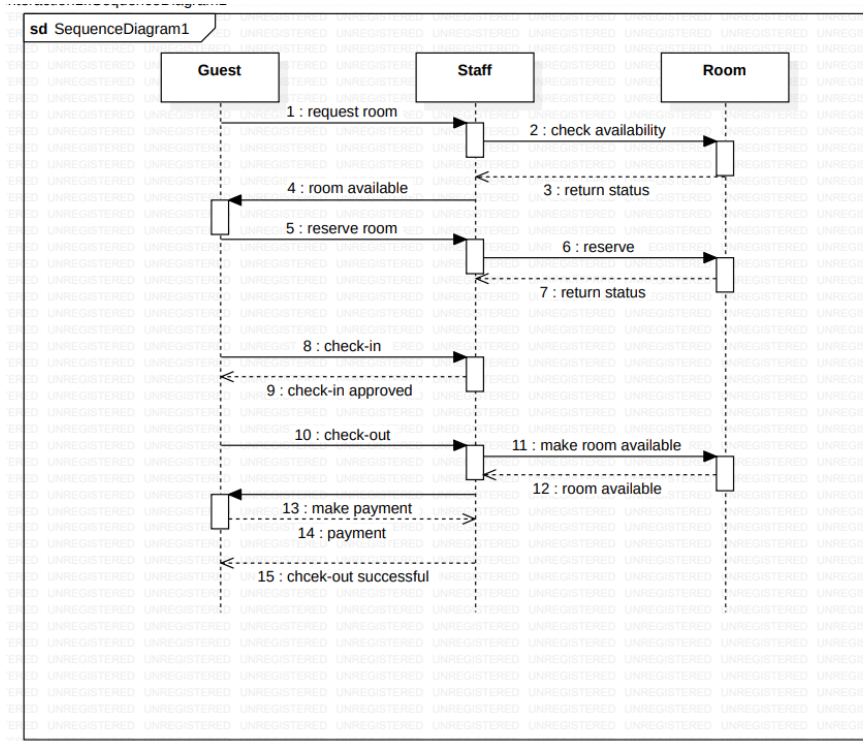 sd SequenceDiagram1
Guest
Staff
Room
1 : request room
2 : check availability
3 : return status
4 : room available
5 : reserve room
6 : reserve
7 : return status
8 : check-in
9 : check-in approved
10 : check-out
11 : make room available
12 : room available
13 : make payment
14 : payment
15 : chcek-out successful